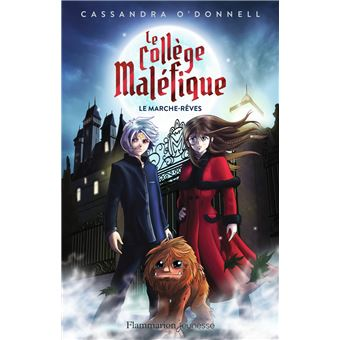 CASSANDRA O'DONNELL
Le
collège
Maléfique
LE MARCHE-RÊVES
Flammarion jeunesse